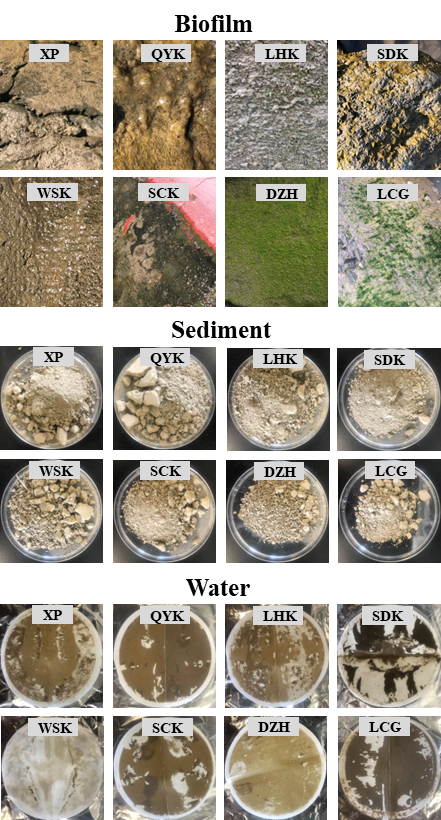 Biofilm
XP QYK LHK SDK
WSK SCK DZH LCG
Sediment
XP QYK LHK SDK
WSK SCK DZH LCG
Water
XP QYK LHK SDK
WSK SCK DZH LCG